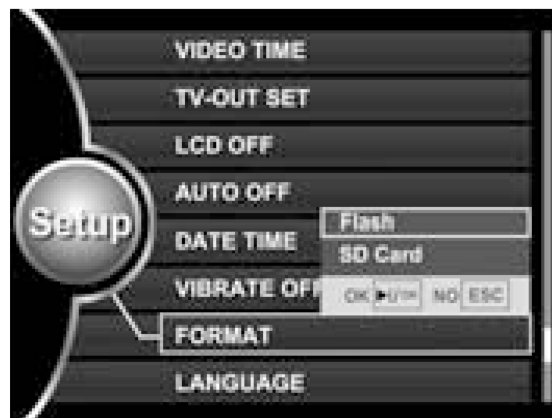 VIDEO TIME
TV-OUT SET
LCD OFF
AUTO OFF
Setup
DATE TIME
Flash
SD Card
VIBRATE OFF
OK NO ESC
FORMAT
LANGUAGE